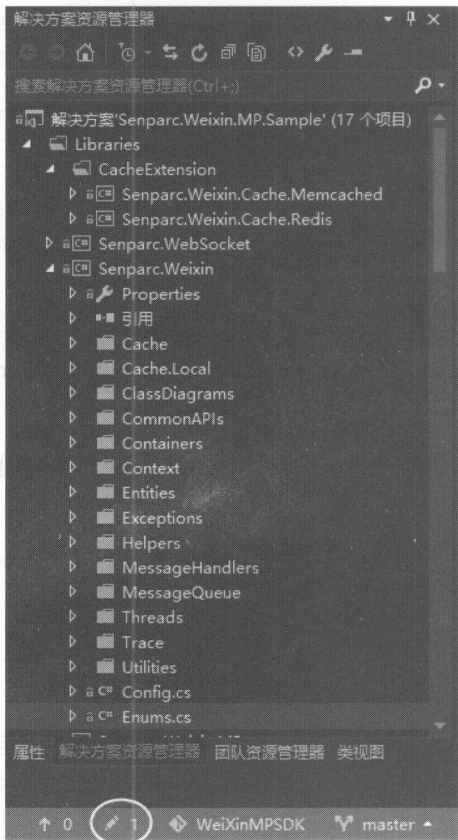 解决方案资源管理器
搜索解决方案资源管理器(Ctrl+;)
解决方案'Senparc.Weixin.MP.Sample' (17 个项目)
Libraries
CacheExtension
C# Senparc.Weixin.Cache.Memcached
C# Senparc.Weixin.Cache.Redis
C# Senparc.WebSocket
C# Senparc.Weixin
Properties
引用
Cache
Cache.Local
ClassDiagrams
CommonAPIs
Containers
Context
Entities
Exceptions
Helpers
MessageHandlers
MessageQueue
Threads
Trace
Utilities
C# Config.cs
C# Enums.cs
属性 解决方案资源管理器 团队资源管理器 类视图
0 1 WeiXinMPSDK master